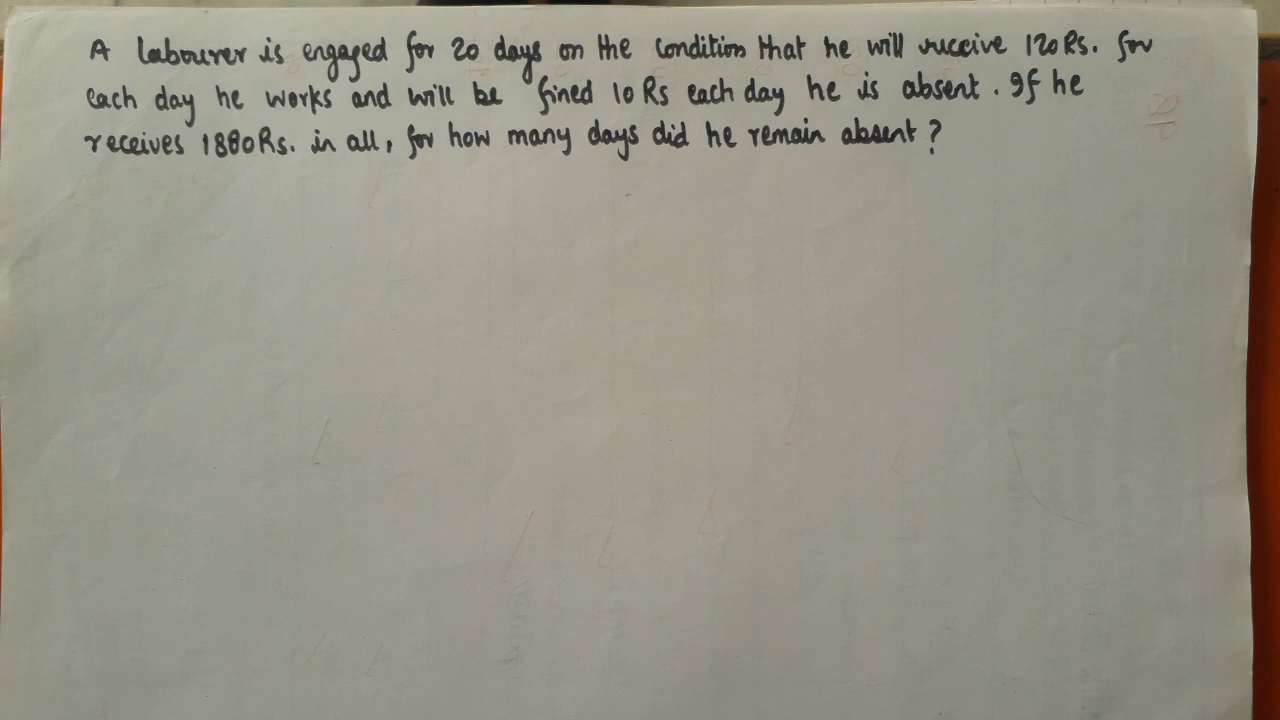 A labourer is engaged for 20 days on the condition that he will receive 120 Rs. for
each day he works and will be fined 10 Rs each day he is absent. If he
receives 1880 Rs. in all, for how many days did he remain absent?